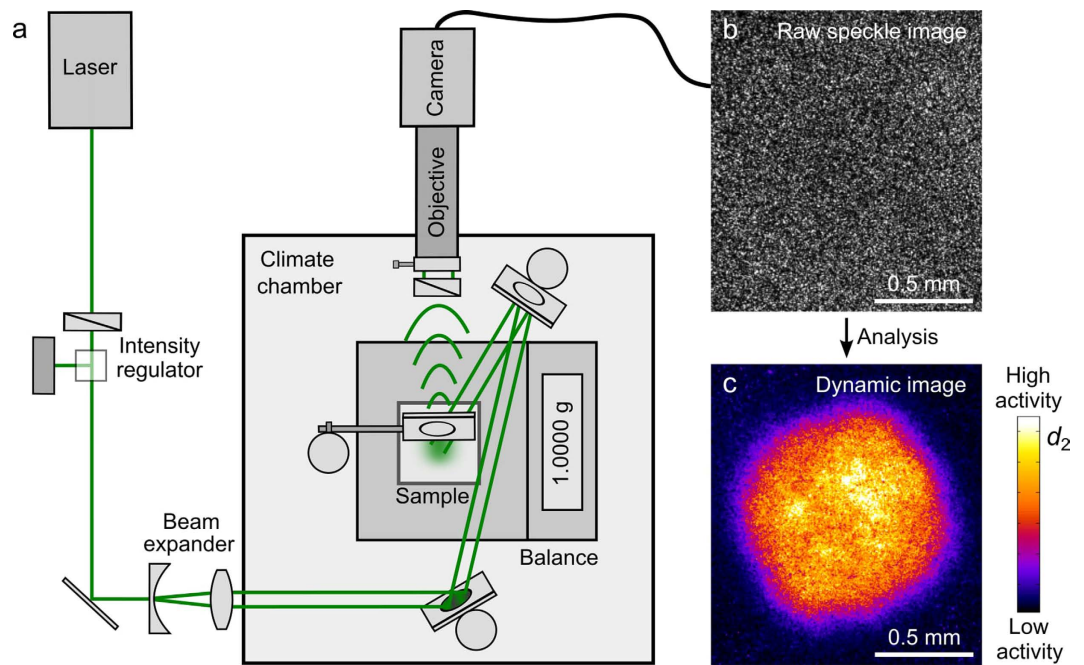 a
Laser
Camera
Objective
Climate
chamber
Intensity
regulator
Beam
expander
Sample
1.0000 g
Balance
b
Raw speckle image
0.5 mm
Analysis
c
Dynamic image
0.5 mm
High
activity
d₂
Low
activity